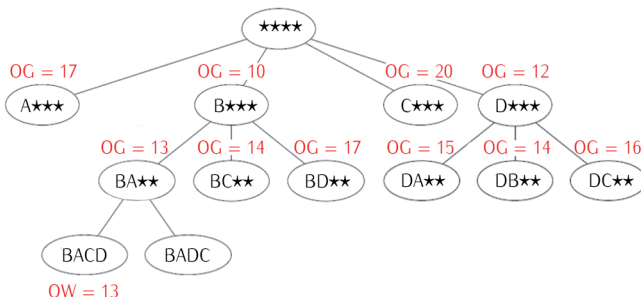 ★★★★
OG = 17 OG = 10 OG = 20 OG = 12
A★★★ B★★★ C★★★ D★★★
OG = 13 OG = 14 OG = 17 OG = 15 OG = 14 OG = 16
BA★★ BC★★ BD★★ DA★★ DB★★ DC★★
BACD BADC
OW = 13